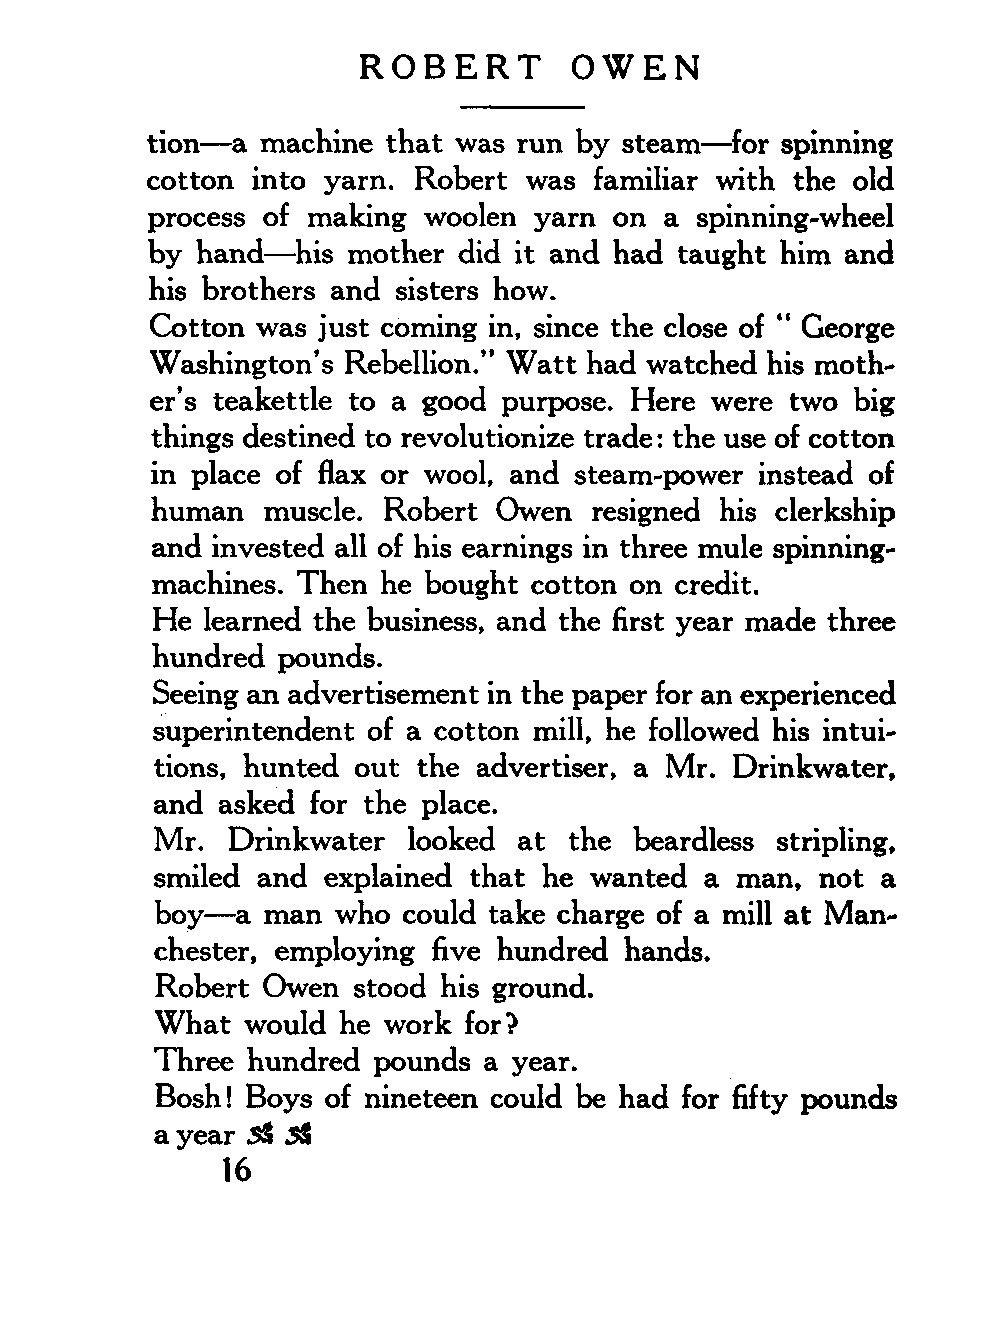 ROBERT OWEN
tion—a machine that was run by steam—for spinning
cotton into yarn. Robert was familiar with the old
process of making woolen yarn on a spinning-wheel
by hand—his mother did it and had taught him and
his brothers and sisters how.
Cotton was just coming in, since the close of " George
Washington's Rebellion." Watt had watched his moth-
er's teakettle to a good purpose. Here were two big
things destined to revolutionize trade: the use of cotton
in place of flax or wool, and steam-power instead of
human muscle. Robert Owen resigned his clerkship
and invested all of his earnings in three mule spinning-
machines. Then he bought cotton on credit.
He learned the business, and the first year made three
hundred pounds.
Seeing an advertisement in the paper for an experienced
superintendent of a cotton mill, he followed his intui-
tions, hunted out the advertiser, a Mr. Drinkwater,
and asked for the place.
Mr. Drinkwater looked at the beardless stripling,
smiled and explained that he wanted a man, not a
boy—a man who could take charge of a mill at Man-
chester, employing five hundred hands.
Robert Owen stood his ground.
What would he work for?
Three hundred pounds a year.
Bosh! Boys of nineteen could be had for fifty pounds
a year
16